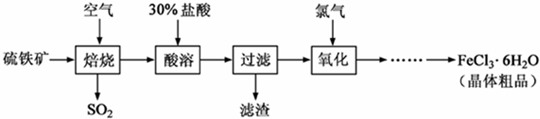 空气 30%盐酸 氯气
硫铁矿 焙烧 酸溶 过滤 氧化 …… FeCl₃·6H₂O
(晶体粗品)
SO₂ 滤渣